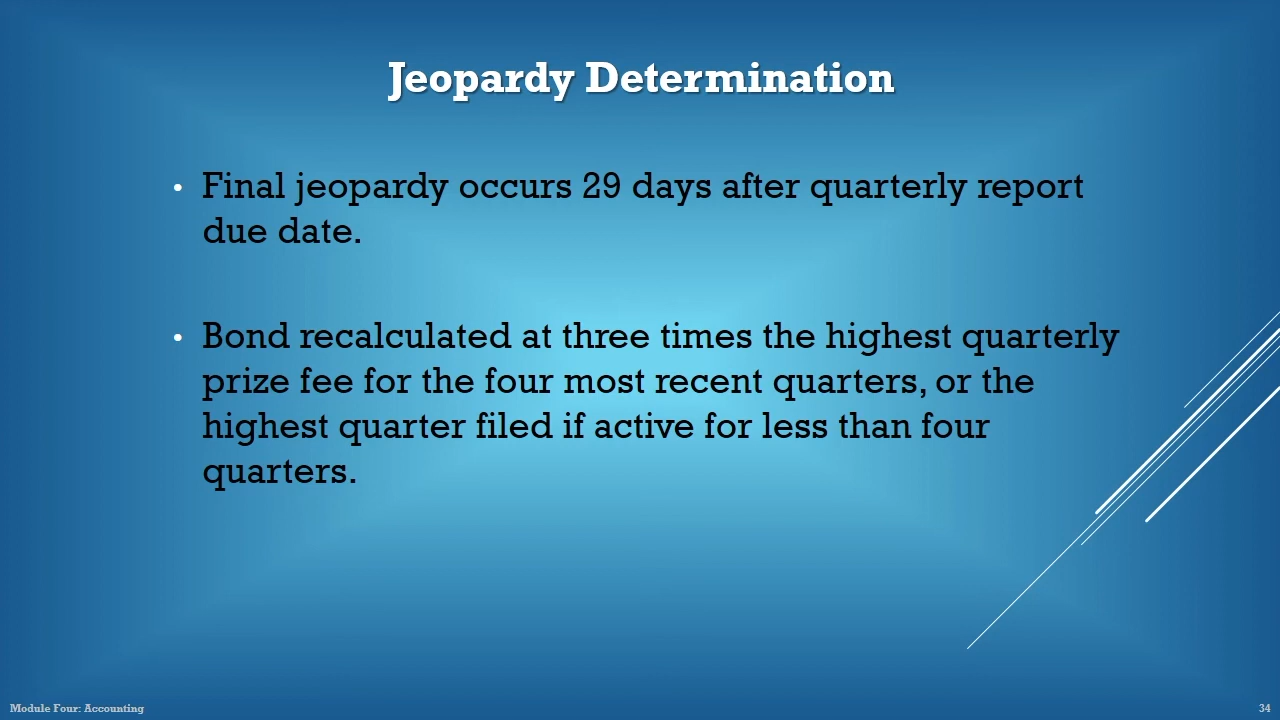 Jeopardy Determination
• Final jeopardy occurs 29 days after quarterly report
due date.
• Bond recalculated at three times the highest quarterly
prize fee for the four most recent quarters, or the
highest quarter filed if active for less than four
quarters.
Module Four: Accounting
34